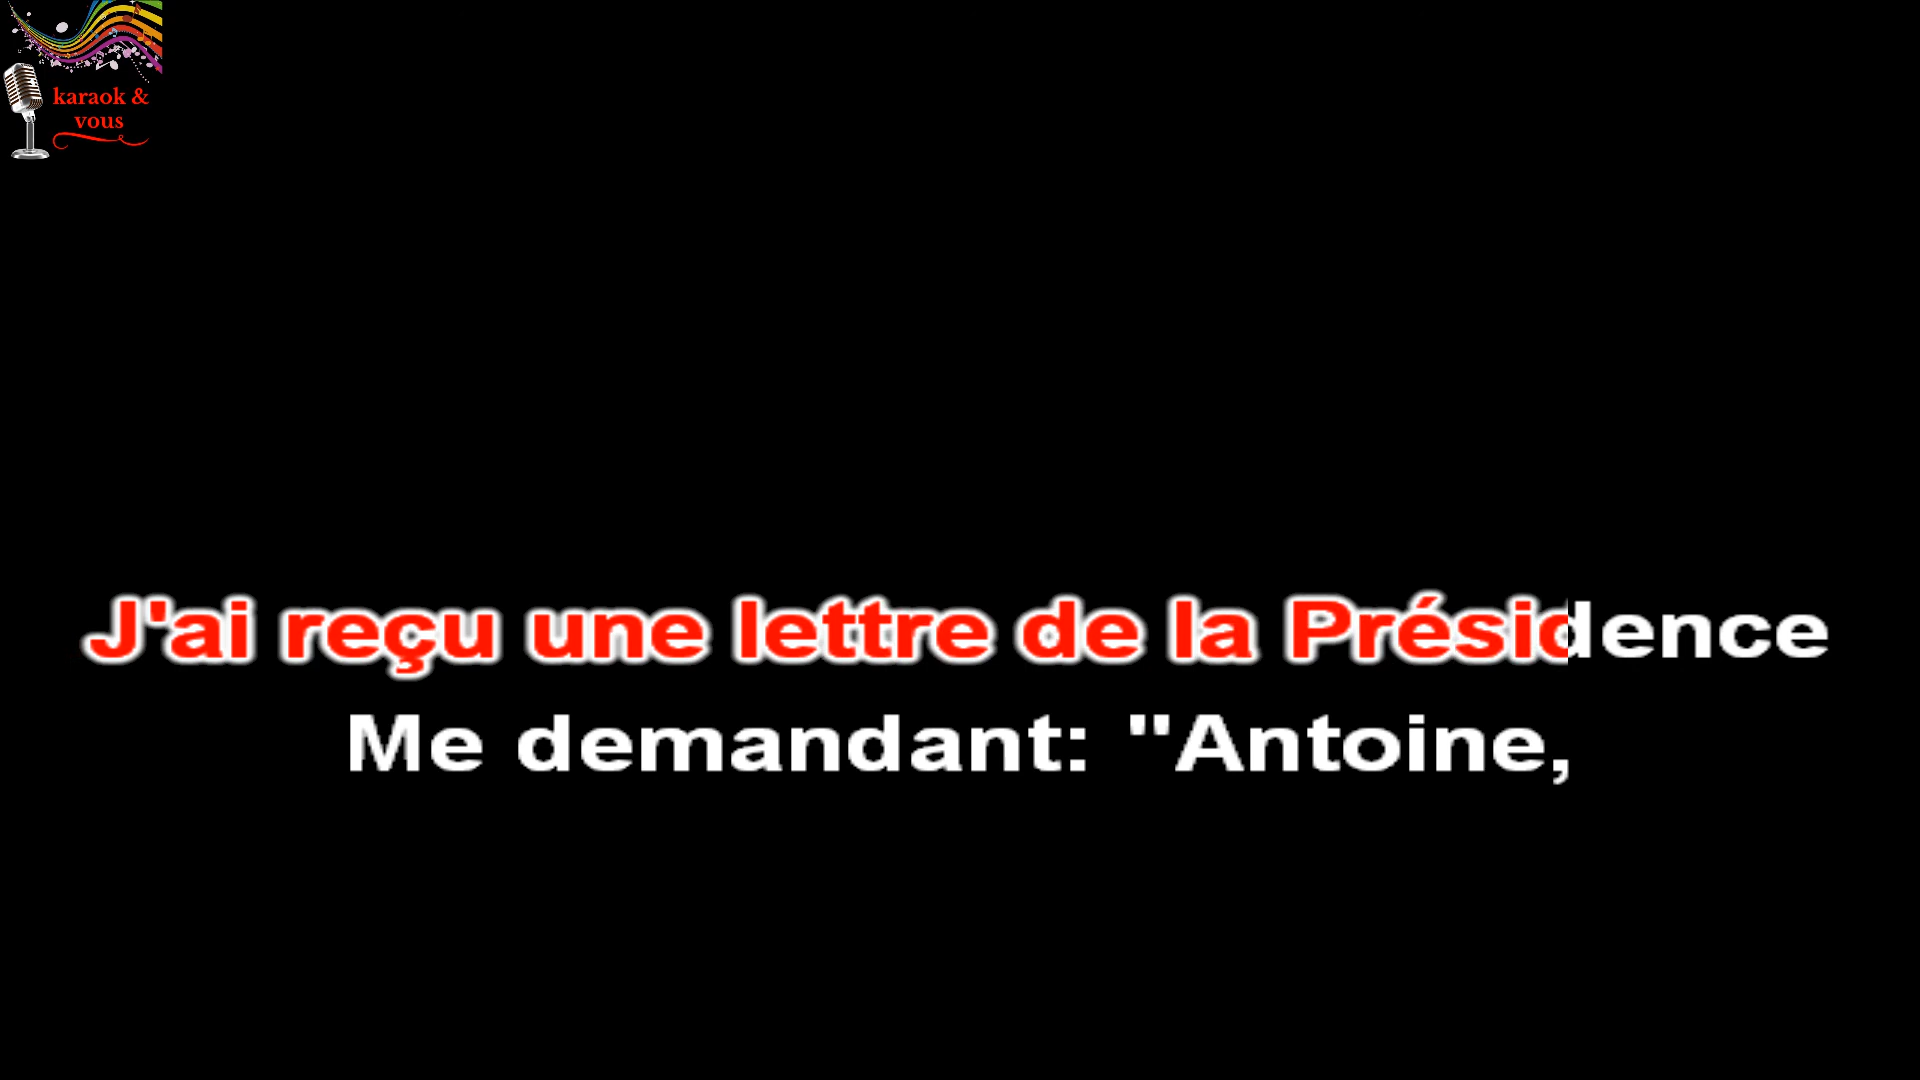 karaok &
vous
J'ai reçu une lettre de la Présidence
Me demandant: "Antoine,